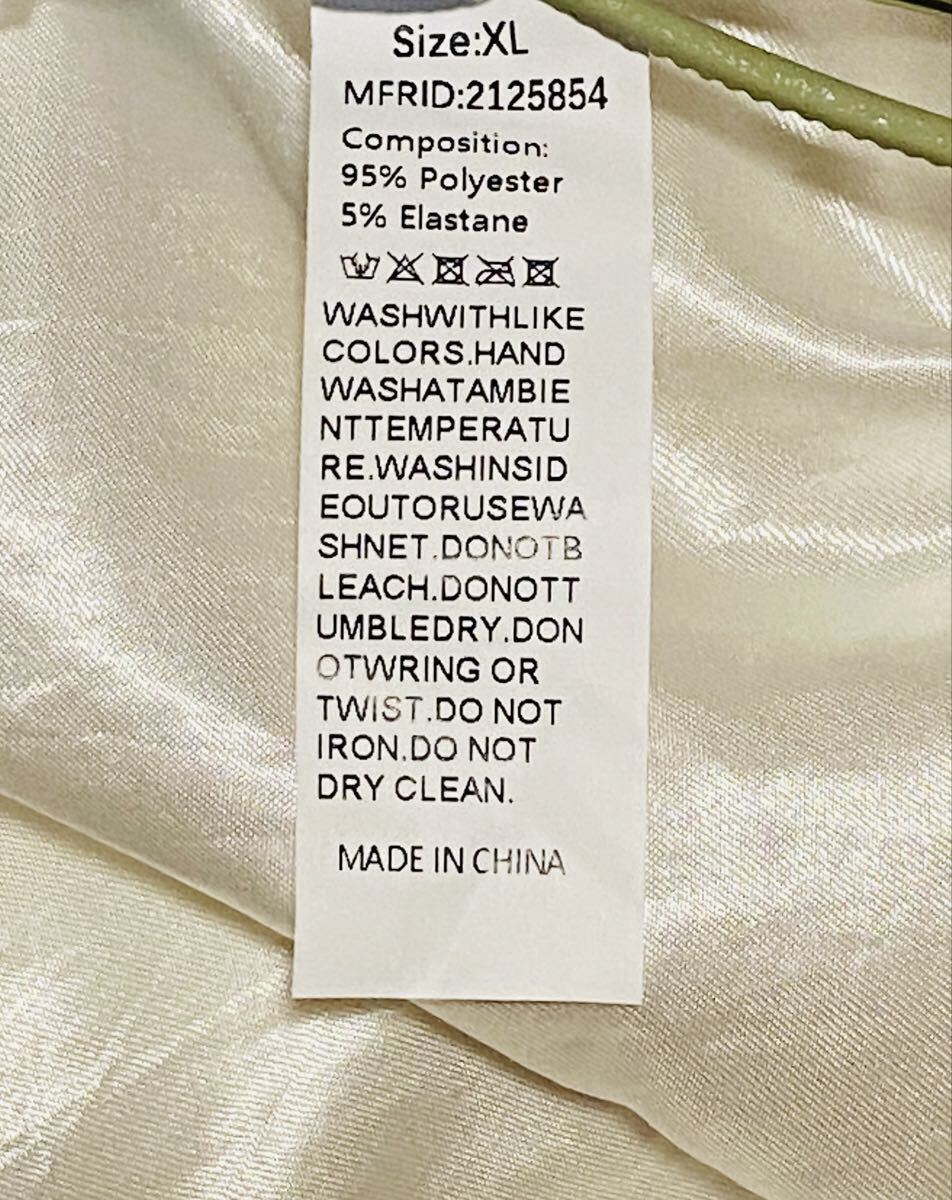 Size:XL
MFRID:2125854
Composition:
95% Polyester
5% Elastane
WASHWITHLIKE
COLORS.HAND
WASHATAMBIE
NTTEMPERATU
RE.WASHINSID
EOUTORUSEWA
SHNET.DONOTB
LEACH.DONOTT
UMBLEDRY.DON
OTWRING OR
TWIST.DO NOT
IRON.DO NOT
DRY CLEAN.
MADE IN CHINA